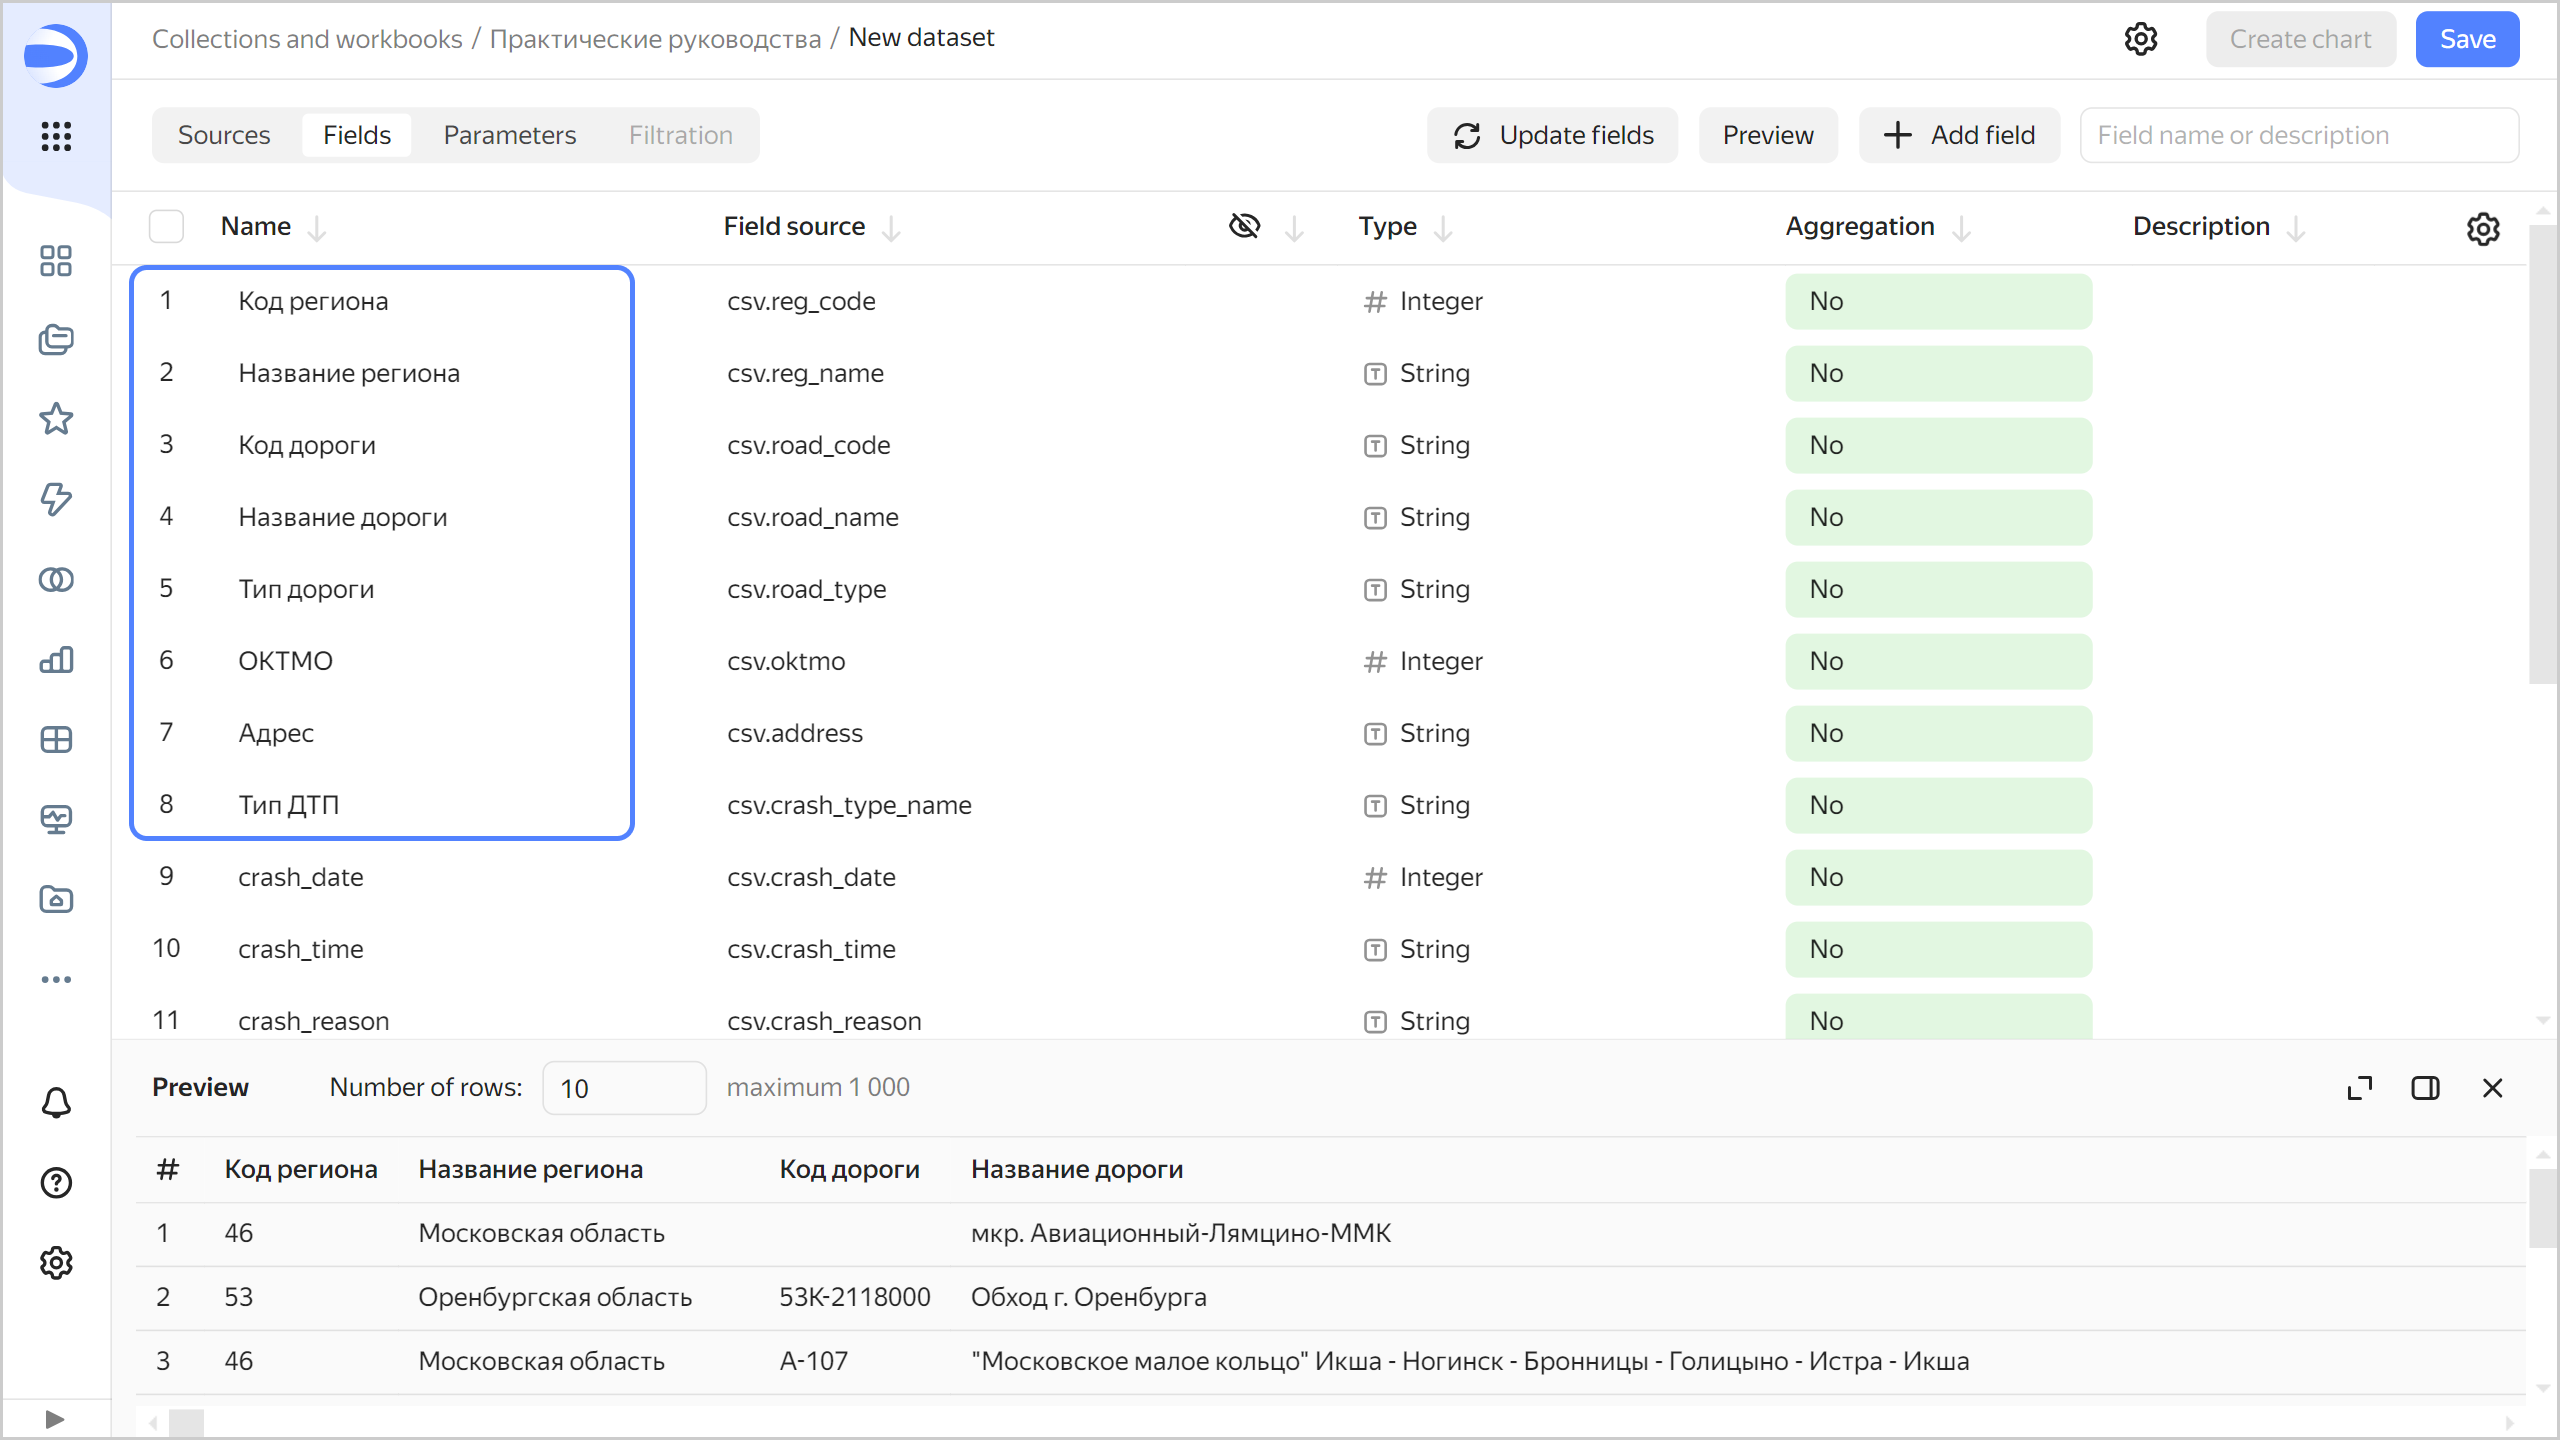 Collections and workbooks / Практические руководства / New dataset
Create chart
Save
Sources Fields Parameters Filtration
Update fields Preview Add field Field name or description
Name Field source Type Aggregation Description
1 Код региона csv.reg_code # Integer No
2 Название региона csv.reg_name T String No
3 Код дороги csv.road_code T String No
4 Название дороги csv.road_name T String No
5 Тип дороги csv.road_type T String No
6 ОКТМО csv.oktmo # Integer No
7 Адрес csv.address T String No
8 Тип ДТП csv.crash_type_name T String No
9 crash_date csv.crash_date # Integer No
10 crash_time csv.crash_time T String No
11 crash_reason csv.crash_reason T String No
Preview Number of rows: 10 maximum 1 000
# Код региона Название региона Код дороги Название дороги
1 46 Московская область мкр. Авиационный-Лямцино-ММК
2 53 Оренбургская область 53К-2118000 Обход г. Оренбурга
3 46 Московская область А-107 "Московское малое кольцо" Икша - Ногинск - Бронницы - Голицыно - Истра - Икша